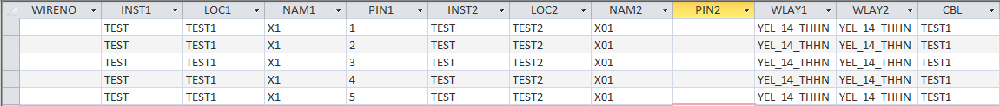 WIRENO INST1 LOC1 NAM1 PIN1 INST2 LOC2 NAM2 PIN2 WLAY1 WLAY2 CBL
TEST TEST1 X1 1 TEST TEST2 X01 YEL_14_THHN YEL_14_THHN TEST1
TEST TEST1 X1 2 TEST TEST2 X01 YEL_14_THHN YEL_14_THHN TEST1
TEST TEST1 X1 3 TEST TEST2 X01 YEL_14_THHN YEL_14_THHN TEST1
TEST TEST1 X1 4 TEST TEST2 X01 YEL_14_THHN YEL_14_THHN TEST1
TEST TEST1 X1 5 TEST TEST2 X01 YEL_14_THHN YEL_14_THHN TEST1